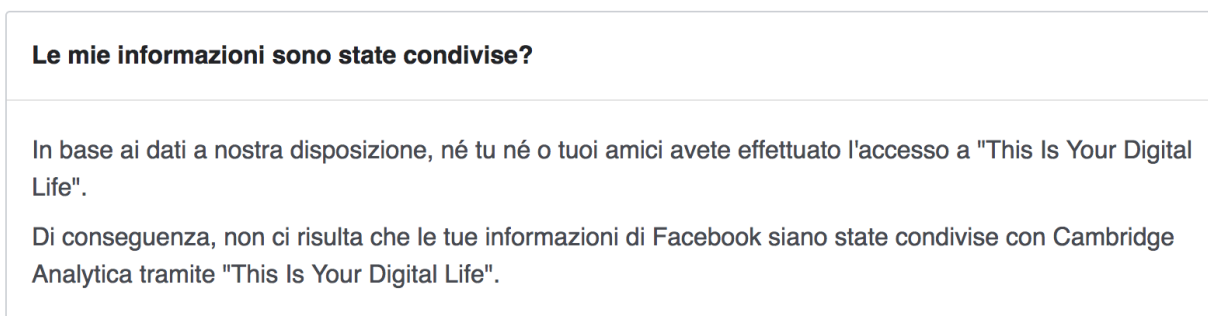 Le mie informazioni sono state condivise?
In base ai dati a nostra disposizione, né tu né o tuoi amici avete effettuato l'accesso a "This Is Your Digital
Life".
Di conseguenza, non ci risulta che le tue informazioni di Facebook siano state condivise con Cambridge
Analytica tramite "This Is Your Digital Life".